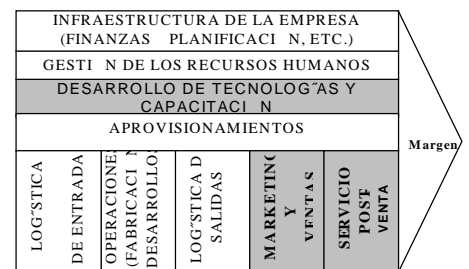 INFRAESTRUCTURA DE LA EMPRESA
(FINANZAS PLANIFICACI N, ETC.)
GESTI N DE LOS RECURSOS HUMANOS
DESARROLLO DE TECNOLOG˝AS Y
CAPACITACI N
APROVISIONAMIENTOS
Margen
LOG˝STICA
DE ENTRADA
OPERACIONE
(FABRICACI N
DESARROLLO
LOG˝STICA D
SALIDAS
MARKETING
Y
VENTAS
SERVICIO
POST
VENTA